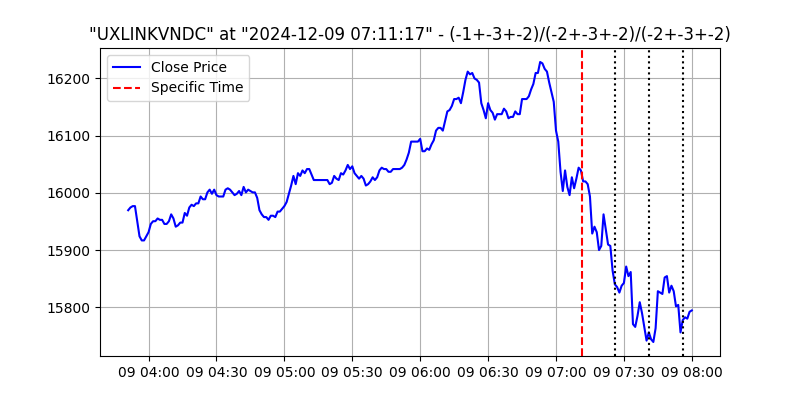 "UXLINKVNDC" at "2024-12-09 07:11:17" - (-1+-3+-2)/(-2+-3+-2)/(-2+-3+-2)
Close Price
Specific Time
16200
16100
16000
15900
15800
09 04:00 09 04:30 09 05:00 09 05:30 09 06:00 09 06:30 09 07:00 09 07:30 09 08:00